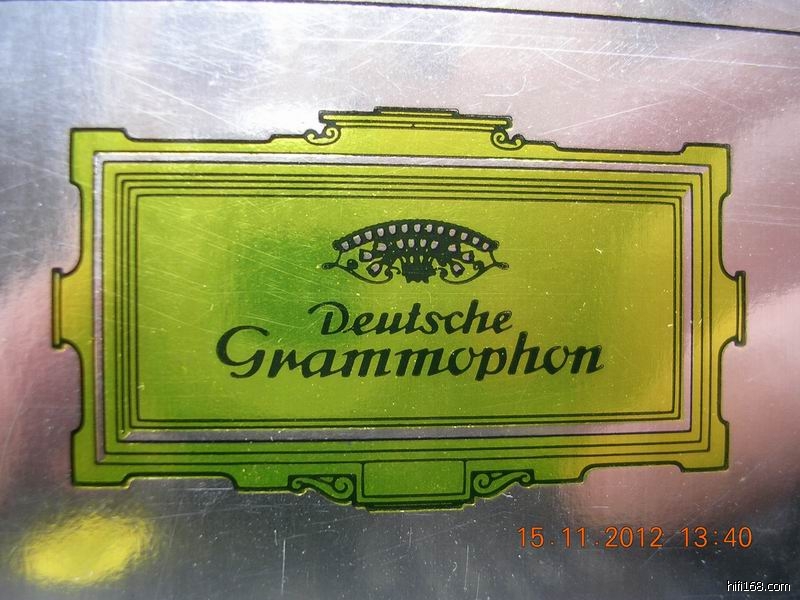 Deutsche
Grammophon
15.11.2012 13:40
hifi168.com